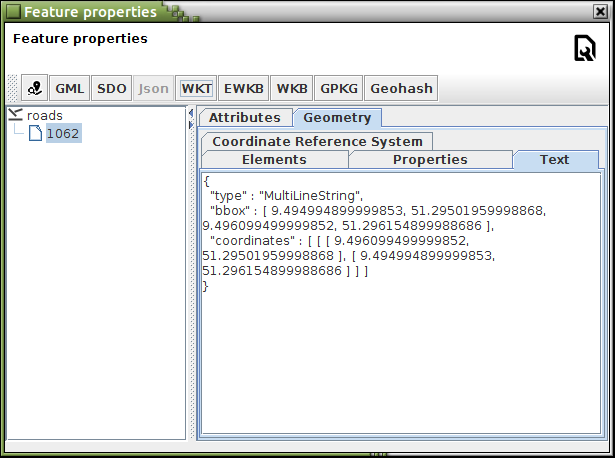 Feature properties
Feature properties
GML SDO Json WKT EWKB WKB GPKG Geohash
roads
1062
Attributes Geometry
Coordinate Reference System
Elements Properties Text
{
"type" : "MultiLineString",
"bbox" : [ 9.494994899999853, 51.29501959998868,
9.496099499999852, 51.296154899988686 ],
"coordinates" : [ [ [ 9.496099499999852,
51.29501959998868 ], [ 9.494994899999853,
51.296154899988686 ] ] ]
}